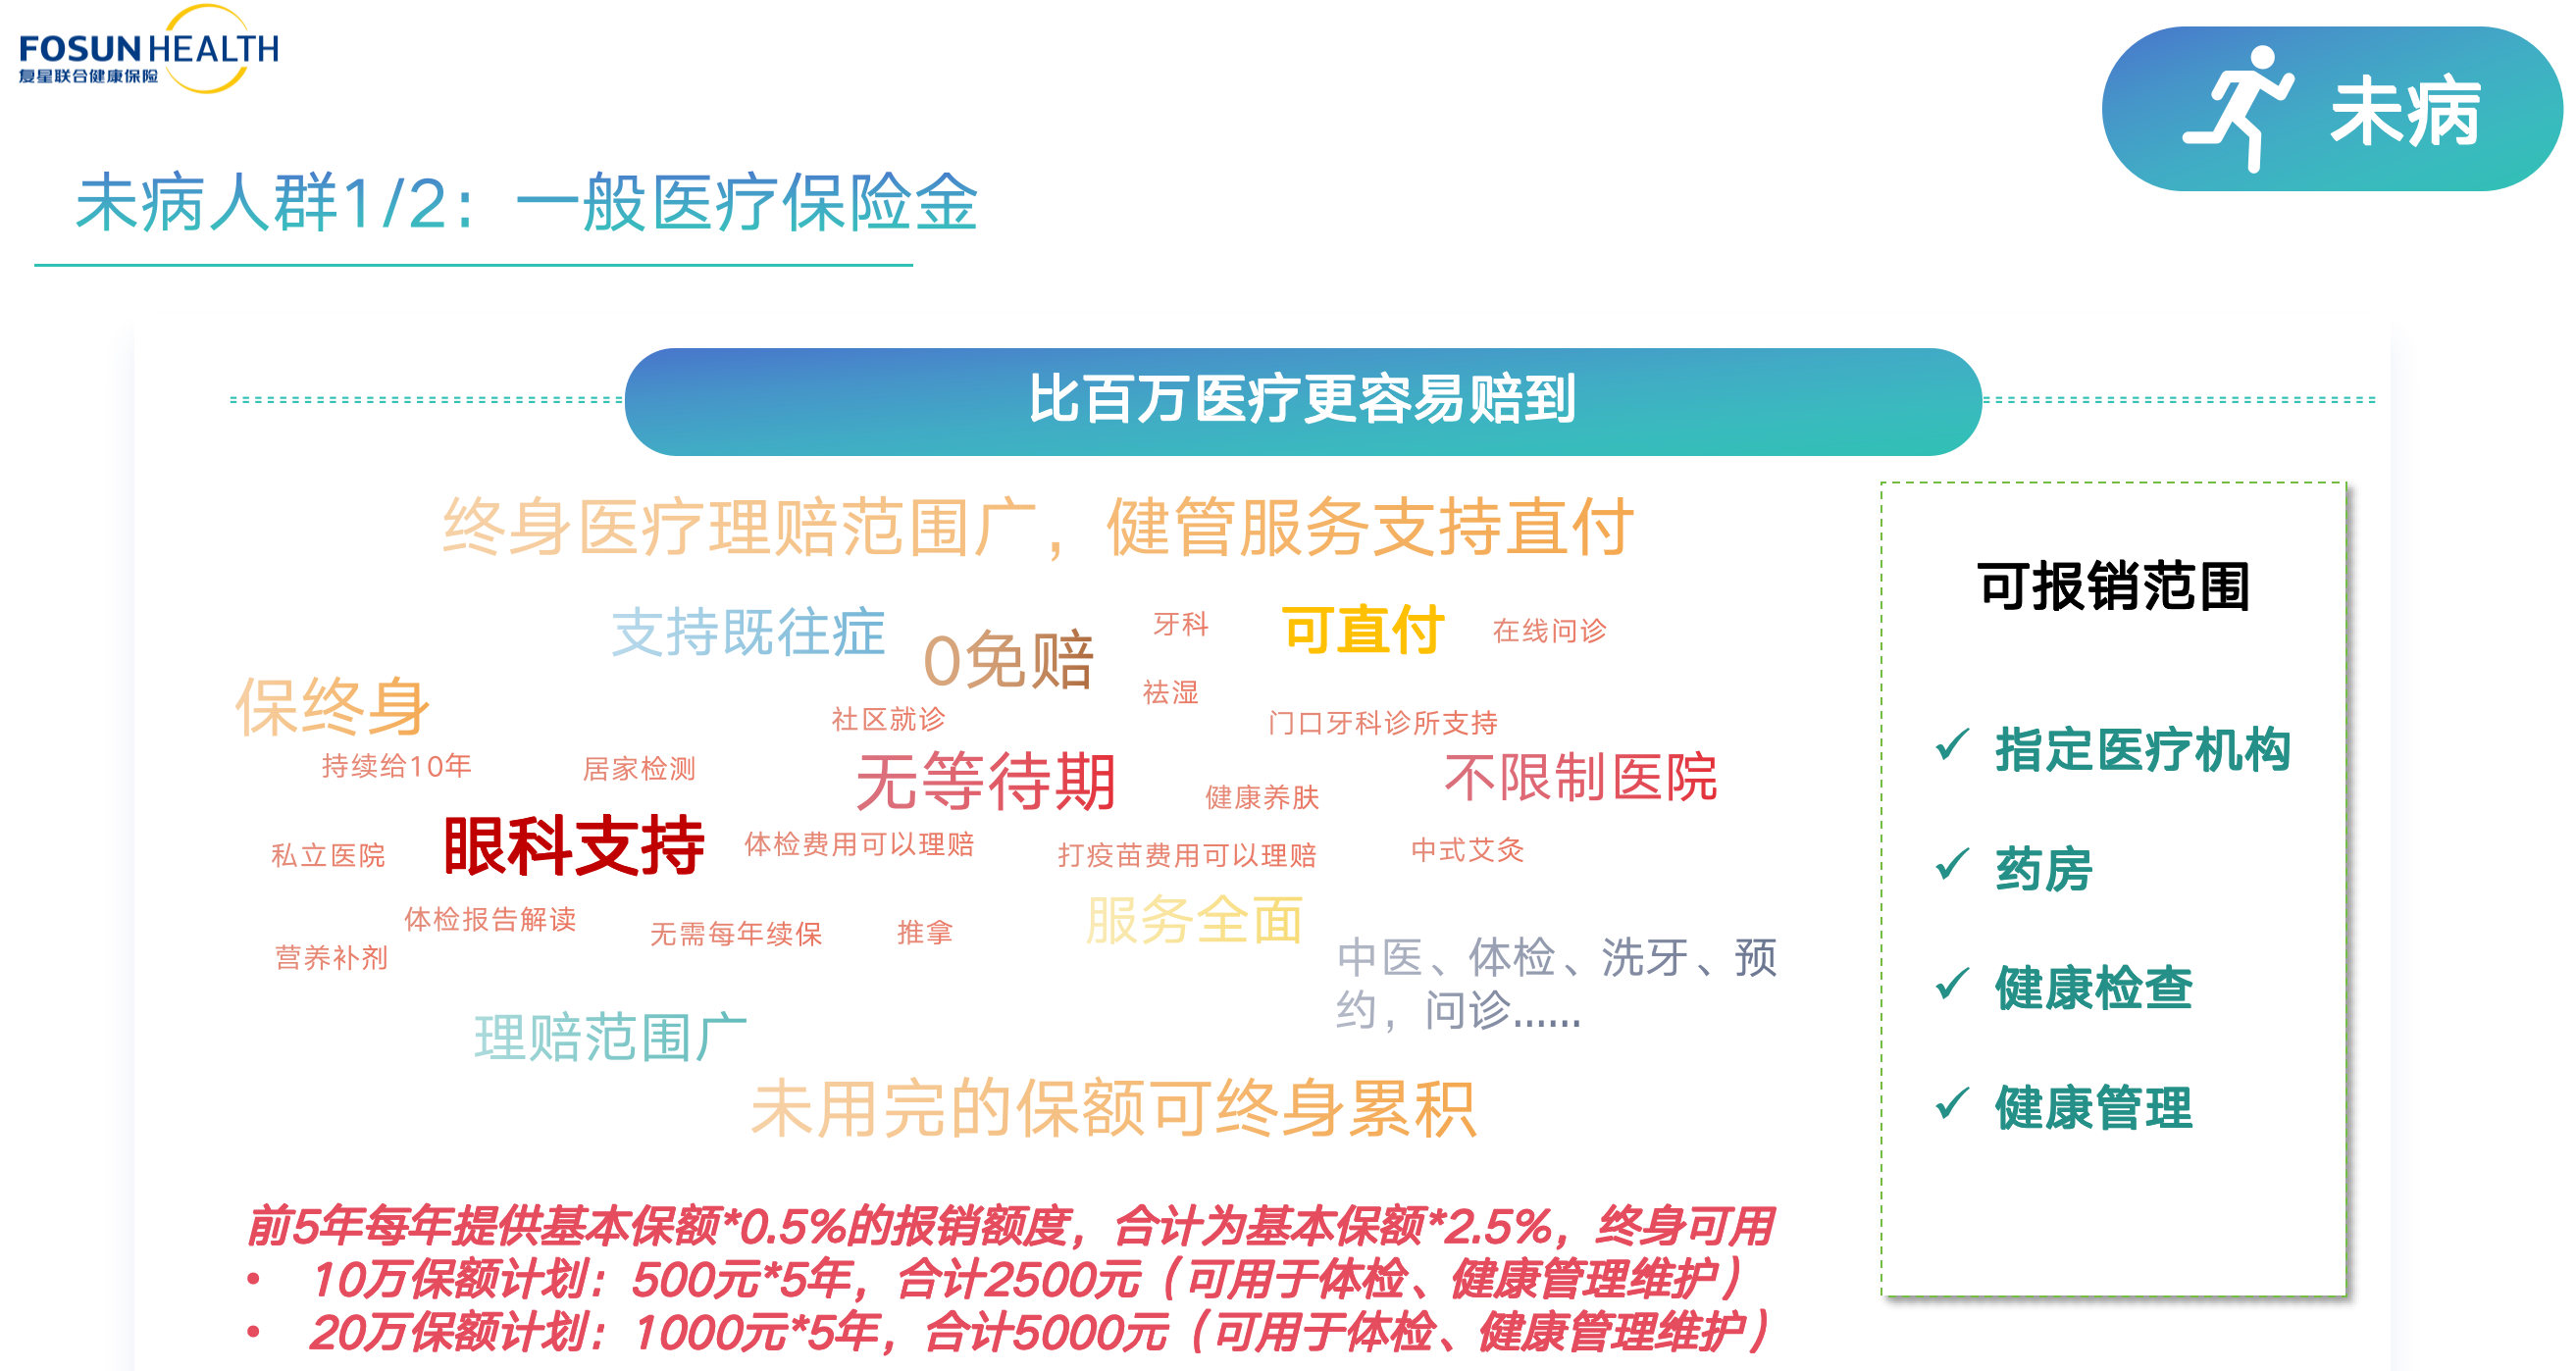 FOSUN HEALTH
复星联合健康保险
未病
未病人群1/2：一般医疗保险金
比百万医疗更容易赔到
终身医疗理赔范围广，健管服务支持直付
支持既往症
0免赔
牙科
可直付
在线问诊
保终身
祛湿
社区就诊
门口牙科诊所支持
持续给10年
居家检测
无等待期
健康养肤
不限制医院
私立医院
眼科支持
体检费用可以理赔
打疫苗费用可以理赔
中式艾灸
体检报告解读
无需每年续保
推拿
服务全面
营养补剂
中医、体检、洗牙、预
约，问诊......
理赔范围广
未用完的保额可终身累积
前5年每年提供基本保额*0.5%的报销额度，合计为基本保额*2.5%，终身可用
• 10万保额计划：500元*5年，合计2500元（可用于体检、健康管理维护）
• 20万保额计划：1000元*5年，合计5000元（可用于体检、健康管理维护）
可报销范围
✓ 指定医疗机构
✓ 药房
✓ 健康检查
✓ 健康管理